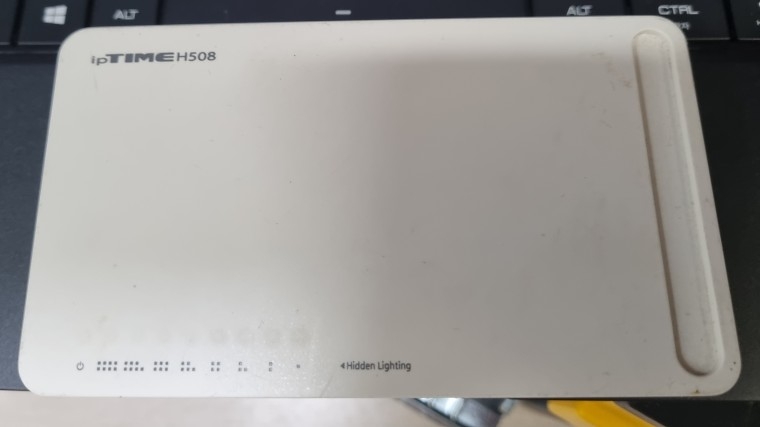 ALT
ALT
CTRL
ipTIME H508
Hidden Lighting